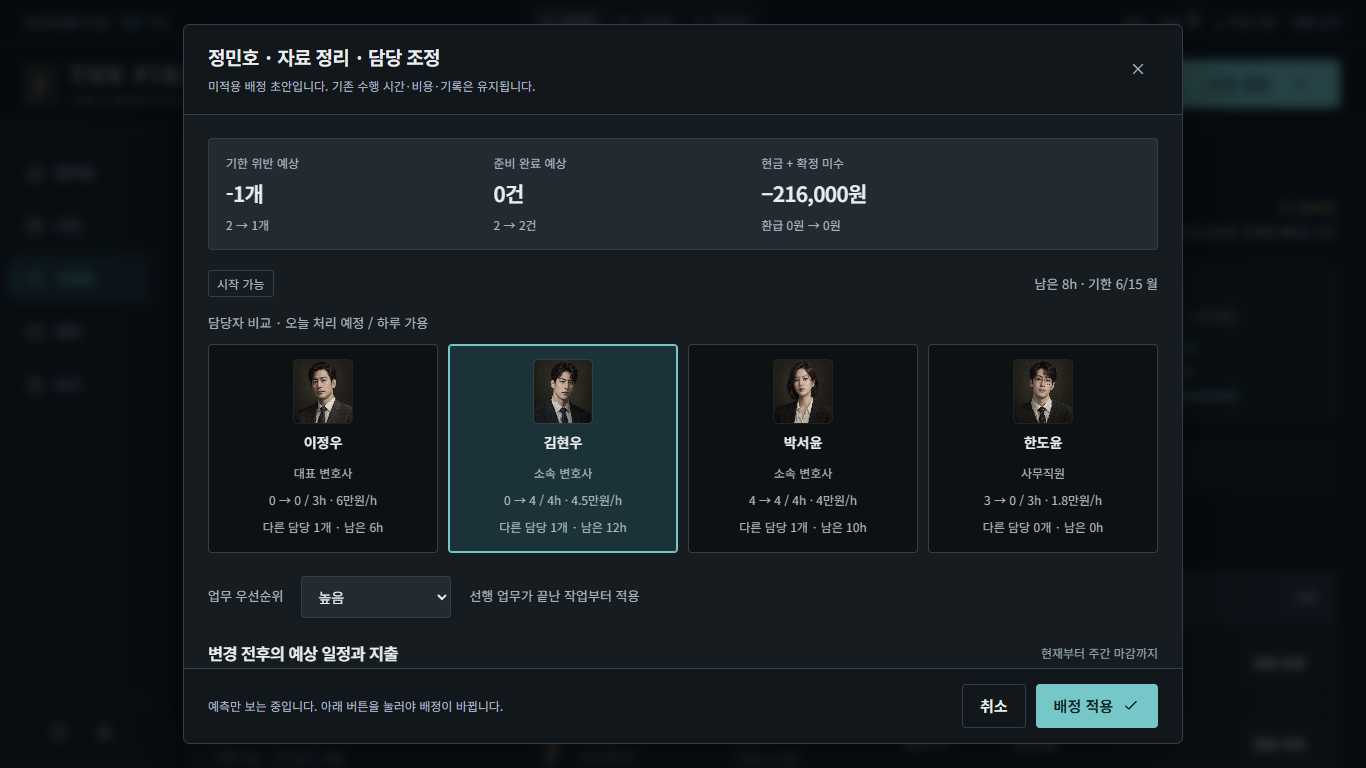 정민호 · 자료 정리 · 담당 조정
미적용 배정 초안입니다. 기존 수행 시간·비용·기록은 유지됩니다.
기한 위반 예상
-1개
2 → 1개
준비 완료 예상
0건
2 → 2건
현금 + 확정 미수
−216,000원
환급 0원 → 0원
시작 가능
남은 8h · 기한 6/15 월
담당자 비교 · 오늘 처리 예정 / 하루 가용
이정우
대표 변호사
0 → 0 / 3h · 6만원/h
다른 담당 1개 · 남은 6h
김현우
소속 변호사
0 → 4 / 4h · 4.5만원/h
다른 담당 1개 · 남은 12h
박서윤
소속 변호사
4 → 4 / 4h · 4만원/h
다른 담당 1개 · 남은 10h
한도윤
사무직원
3 → 0 / 3h · 1.8만원/h
다른 담당 0개 · 남은 0h
업무 우선순위
높음
선행 업무가 끝난 작업부터 적용
변경 전후의 예상 일정과 지출
현재부터 주간 마감까지
예측만 보는 중입니다. 아래 버튼을 눌러야 배정이 바뀝니다.
취소
배정 적용